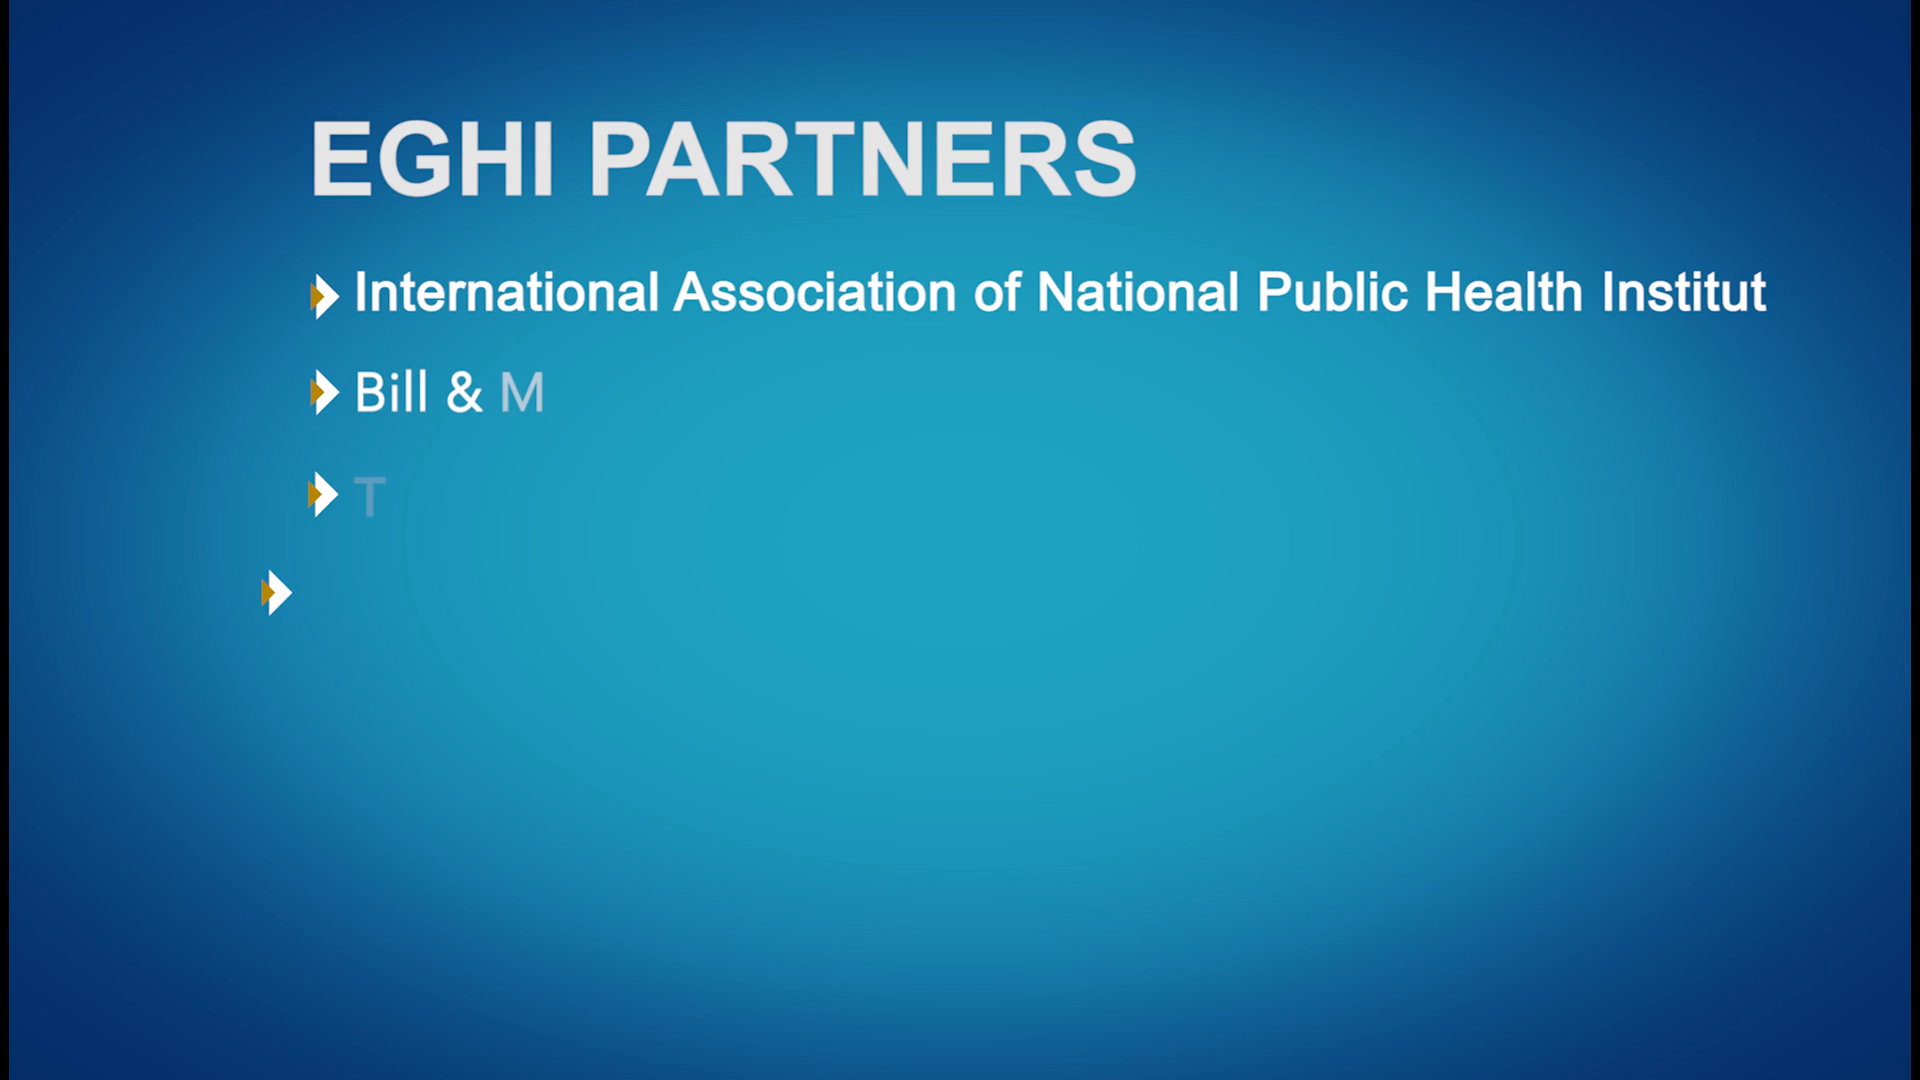 EGHI PARTNERS
International Association of National Public Health Institut
Bill & M
T